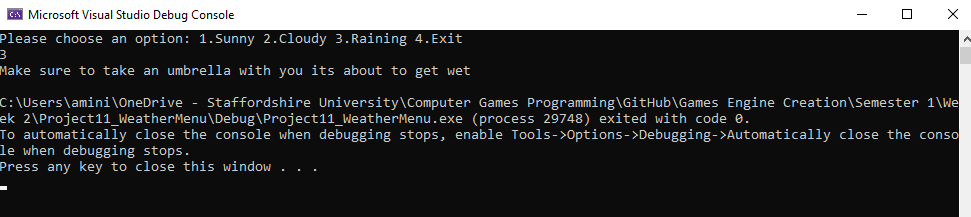 Microsoft Visual Studio Debug Console
Please choose an option: 1.Sunny 2.Cloudy 3.Raining 4.Exit
3
Make sure to take an umbrella with you its about to get wet
C:\Users\amini\OneDrive - Staffordshire University\Computer Games Programming\GitHub\Games Engine Creation\Semester 1\We
ek 2\Project11_WeatherMenu\Debug\Project11_WeatherMenu.exe (process 29748) exited with code 0.
To automatically close the console when debugging stops, enable Tools->Options->Debugging->Automatically close the conso
le when debugging stops.
Press any key to close this window . . .